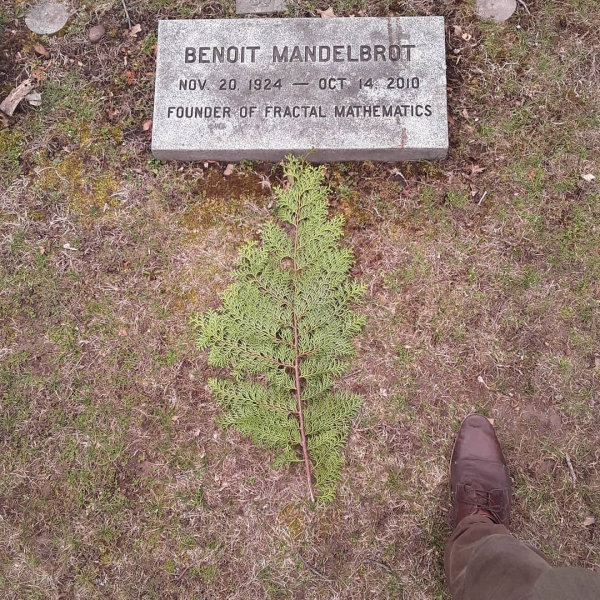 BENOIT MANDELBROT
NOV. 20 1924 — OCT. 14, 2010
FOUNDER OF FRACTAL MATHEMATICS